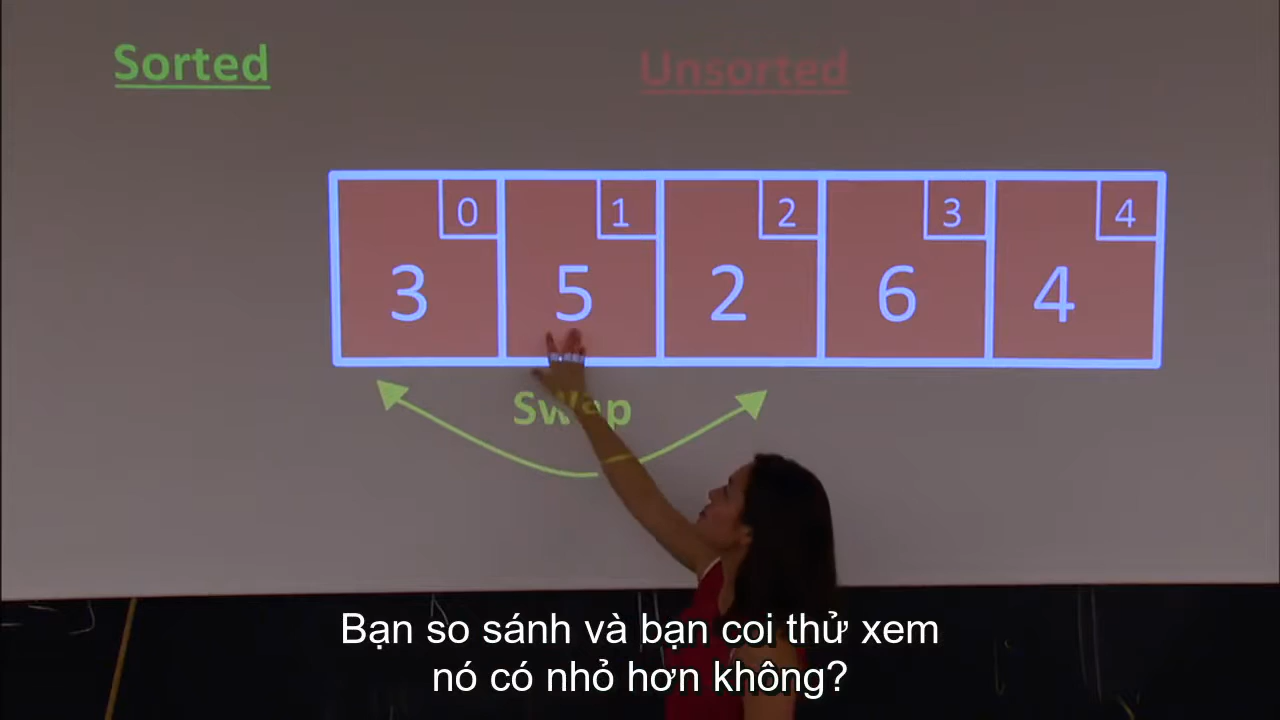 Sorted
Unsorted
0 1 2 3 4
3 5 2 6 4
Swap
Bạn so sánh và bạn coi thử xem
nó có nhỏ hơn không?